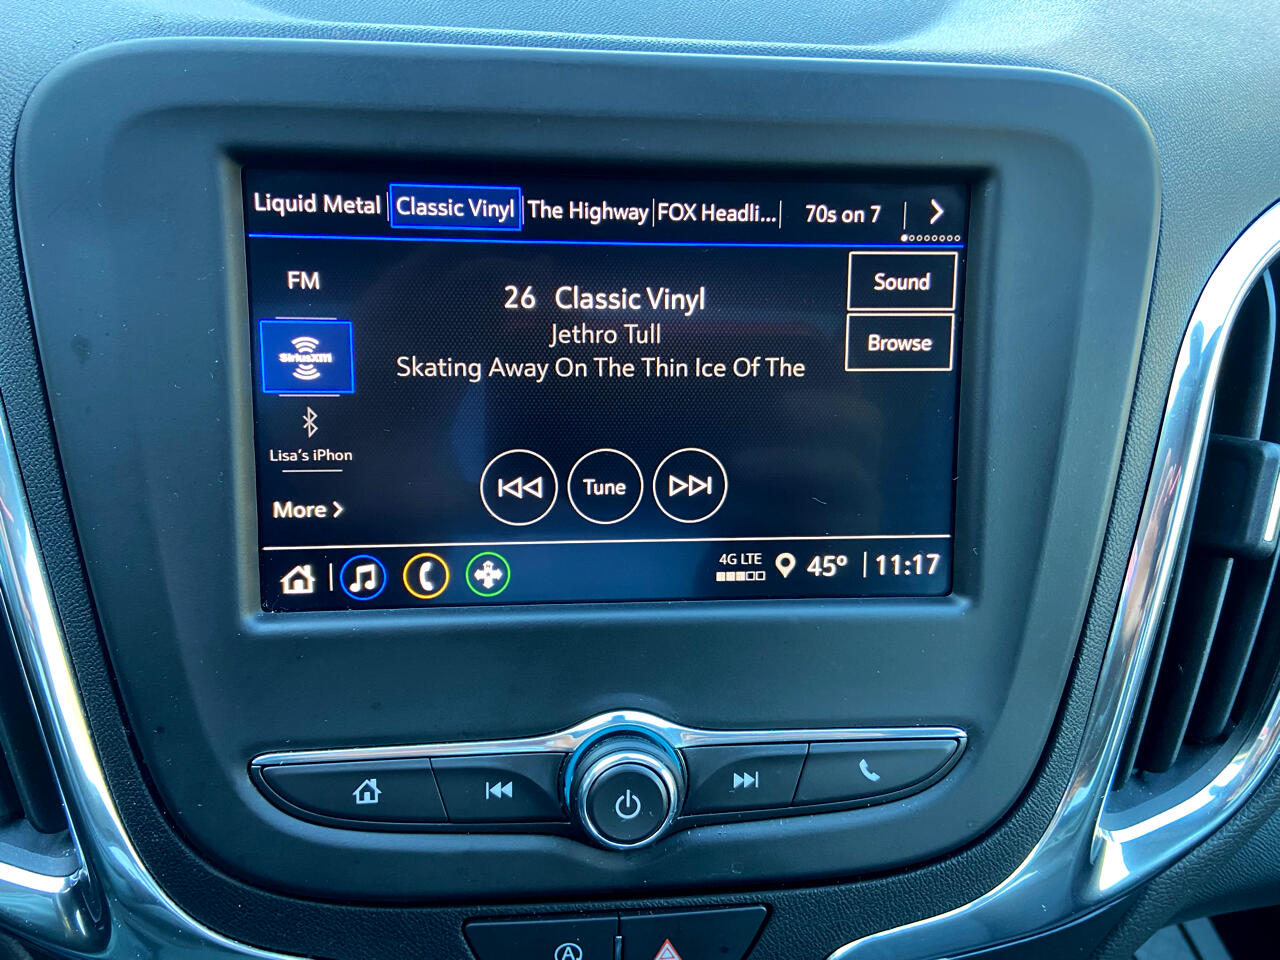 Liquid Metal Classic Vinyl The Highway FOX Headli... 70s on 7
FM
SiriusXM
Lisa's iPhon
More
26 Classic Vinyl
Jethro Tull
Skating Away On The Thin Ice Of The
Sound
Browse
Tune
4G LTE
45° 11:17
A